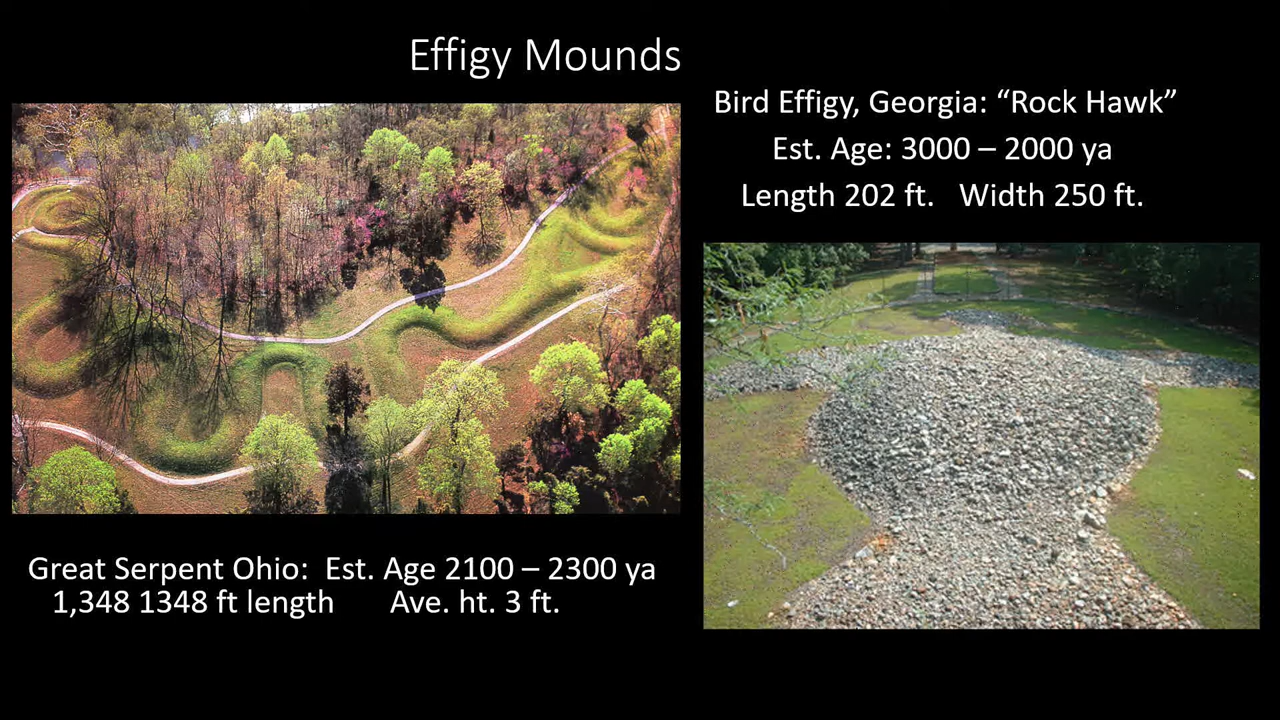 Effigy Mounds
Bird Effigy, Georgia: “Rock Hawk”
Est. Age: 3000 – 2000 ya
Length 202 ft. Width 250 ft.
Great Serpent Ohio: Est. Age 2100 – 2300 ya
1,348 1348 ft length Ave. ht. 3 ft.